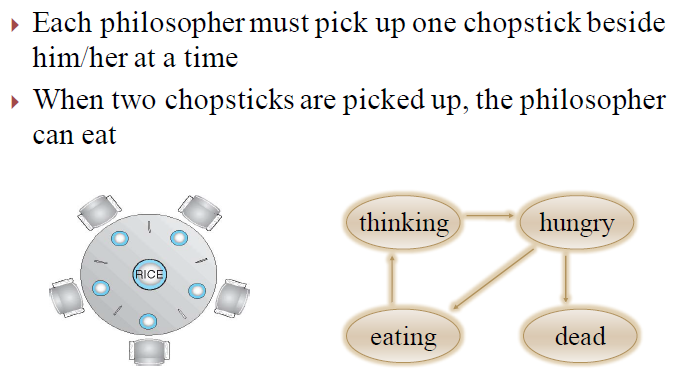 Each philosopher must pick up one chopstick beside
him/her at a time
When two chopsticks are picked up, the philosopher
can eat
RICE
thinking
hungry
eating
dead